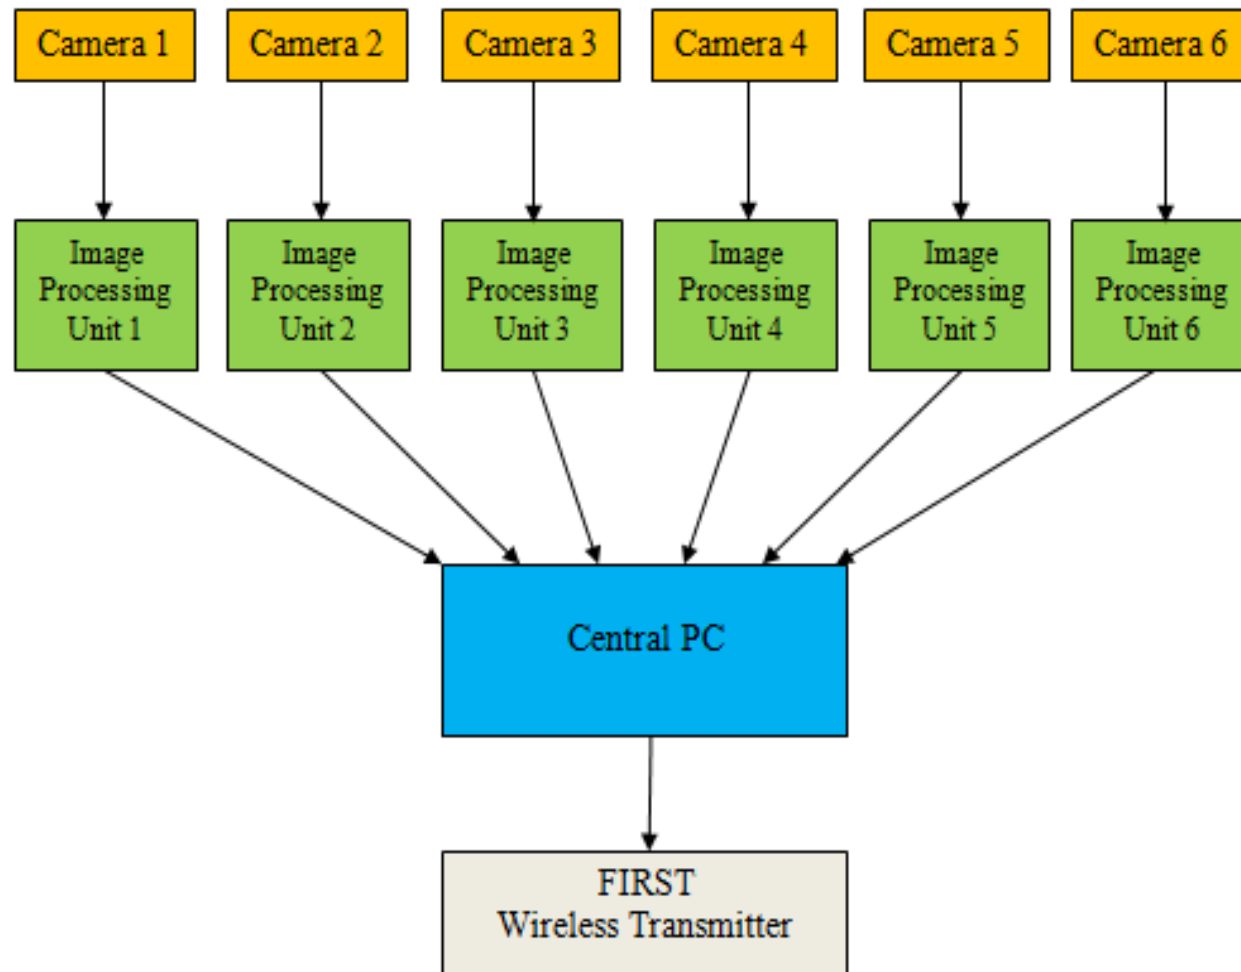 Camera 1
Camera 2
Camera 3
Camera 4
Camera 5
Camera 6
Image
Processing
Unit 1
Image
Processing
Unit 2
Image
Processing
Unit 3
Image
Processing
Unit 4
Image
Processing
Unit 5
Image
Processing
Unit 6
Central PC
FIRST
Wireless Transmitter